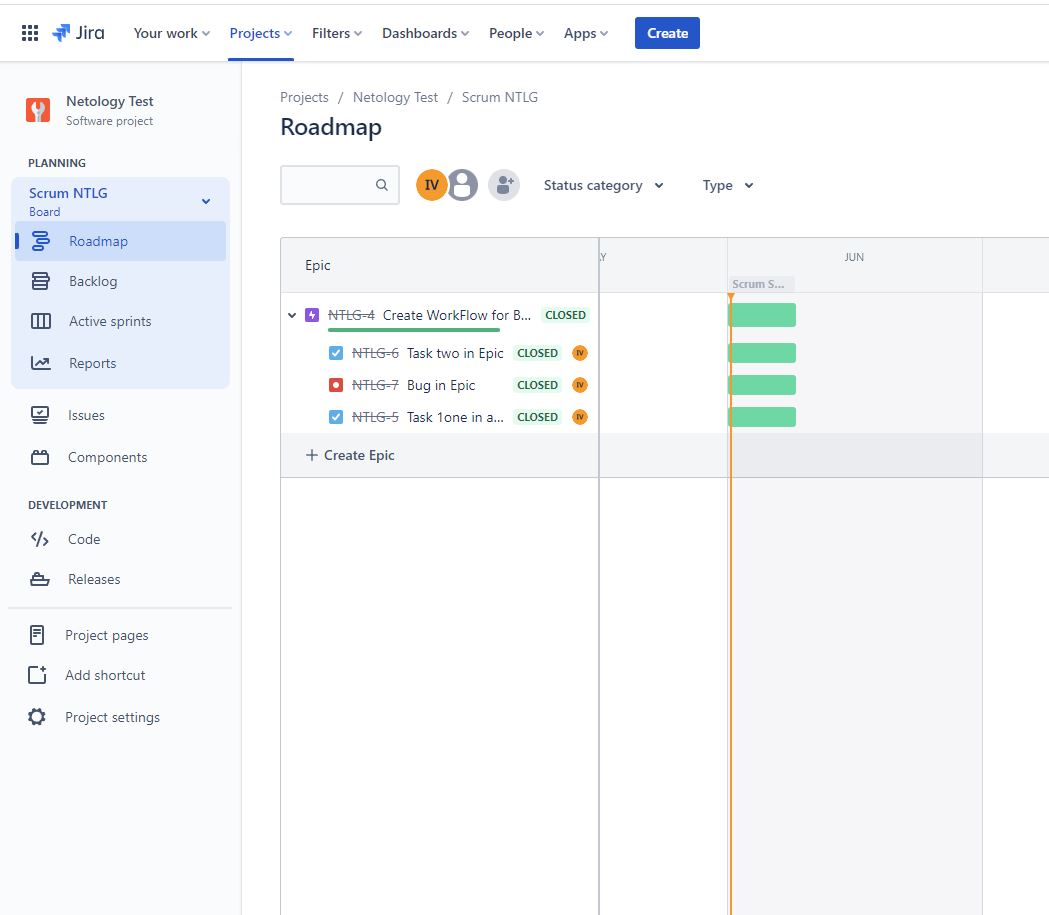 Jira Your work Projects Filters Dashboards People Apps Create
Netology Test
Software project
PLANNING
Scrum NTLG
Board
Roadmap
Backlog
Active sprints
Reports
Issues
Components
DEVELOPMENT
Code
Releases
Project pages
Add shortcut
Project settings
Projects / Netology Test / Scrum NTLG
Roadmap
IV Status category Type
Epic
Y JUN
Scrum S...
NTLG-4 Create WorkFlow for B... CLOSED
NTLG-6 Task two in Epic CLOSED IV
NTLG-7 Bug in Epic CLOSED IV
NTLG-5 Task 1one in a... CLOSED IV
+ Create Epic